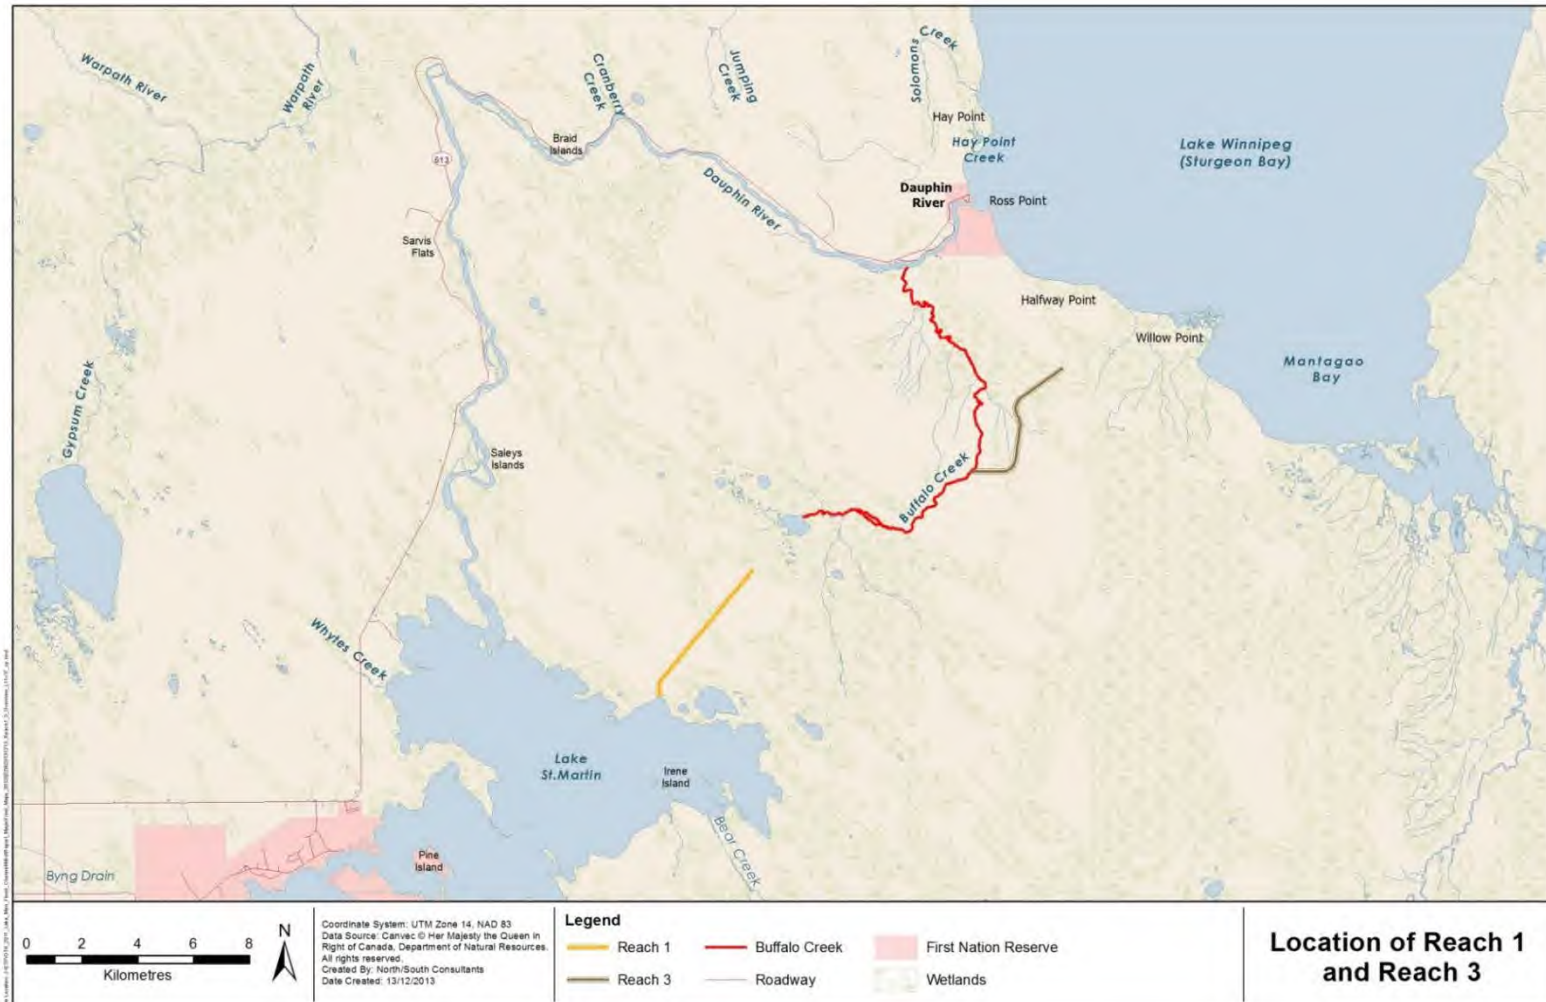 Warpath River
Warpath
River
Cranberry
Creek
Jumping
Creek
Solomons Creek
Hay Point
Hay Point
Creek
Lake Winnipeg
(Sturgeon Bay)
Braid
Islands
513
Dauphin River
Dauphin
River
Ross Point
Sarvis
Flats
Halfway Point
Willow Point
Mantagao
Bay
Gypsum Creek
Saleys
Islands
Buffalo Creek
Whytes Creek
Lake
St.Martin
Irene
Island
Bear Creek
Pine
Island
Byng Drain
0 2 4 6 8
Kilometres
N
Coordinate System: UTM Zone 14, NAD 83
Data Source: Canvec © Her Majesty the Queen in
Right of Canada, Department of Natural Resources.
All rights reserved.
Created By: North/South Consultants
Date Created: 13/12/2013
Legend
Reach 1
Buffalo Creek
First Nation Reserve
Reach 3
Roadway
Wetlands
Location of Reach 1
and Reach 3